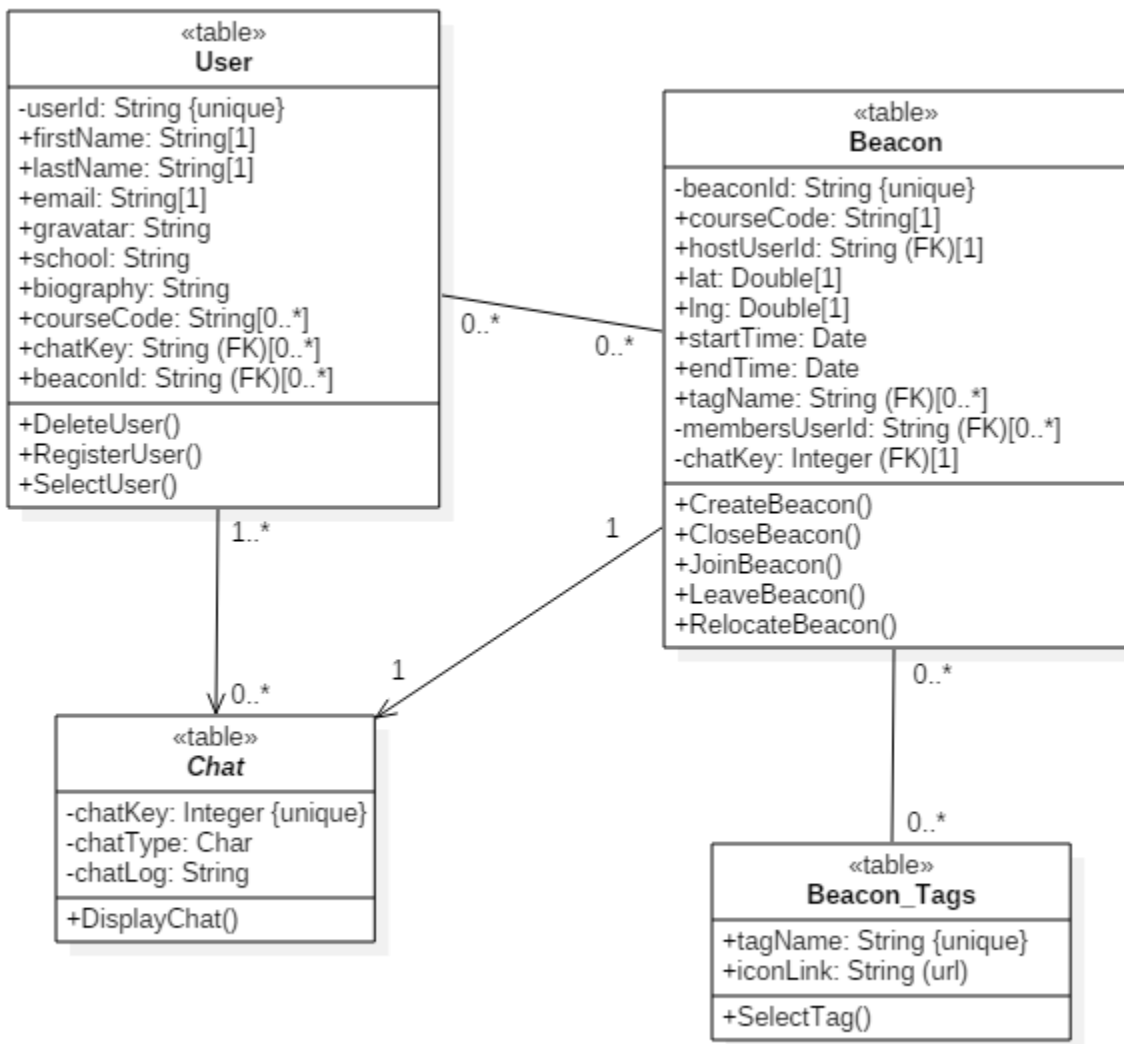 «table»
User
-userId: String {unique}
+firstName: String[1]
+lastName: String[1]
+email: String[1]
+gravatar: String
+school: String
+biography: String
+courseCode: String[0..*]
+chatKey: String (FK)[0..*]
+beaconId: String (FK)[0..*]
+DeleteUser()
+RegisterUser()
+SelectUser()
0..*
0..*
«table»
Beacon
-beaconId: String {unique}
+courseCode: String[1]
+hostUserId: String (FK)[1]
+lat: Double[1]
+lng: Double[1]
+startTime: Date
+endTime: Date
+tagName: String (FK)[0..*]
-membersUserId: String (FK)[0..*]
-chatKey: Integer (FK)[1]
+CreateBeacon()
+CloseBeacon()
+JoinBeacon()
+LeaveBeacon()
+RelocateBeacon()
1..*
0..*
1
1
«table»
Chat
-chatKey: Integer {unique}
-chatType: Char
-chatLog: String
+DisplayChat()
0..*
0..*
«table»
Beacon_Tags
+tagName: String {unique}
+iconLink: String (url)
+SelectTag()